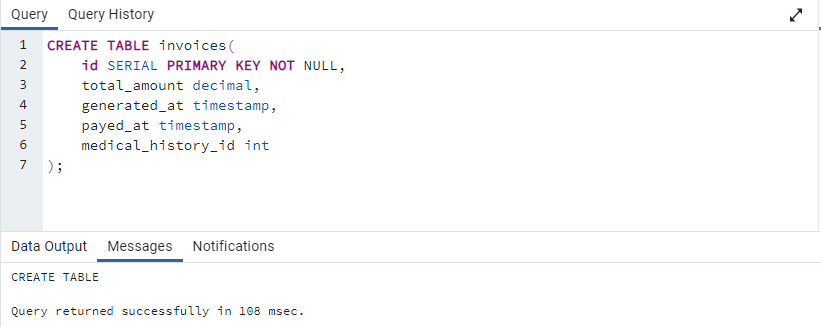 Query Query History
1 CREATE TABLE invoices(
2 id SERIAL PRIMARY KEY NOT NULL,
3 total_amount decimal,
4 generated_at timestamp,
5 payed_at timestamp,
6 medical_history_id int
7 );
Data Output Messages Notifications
CREATE TABLE
Query returned successfully in 108 msec.